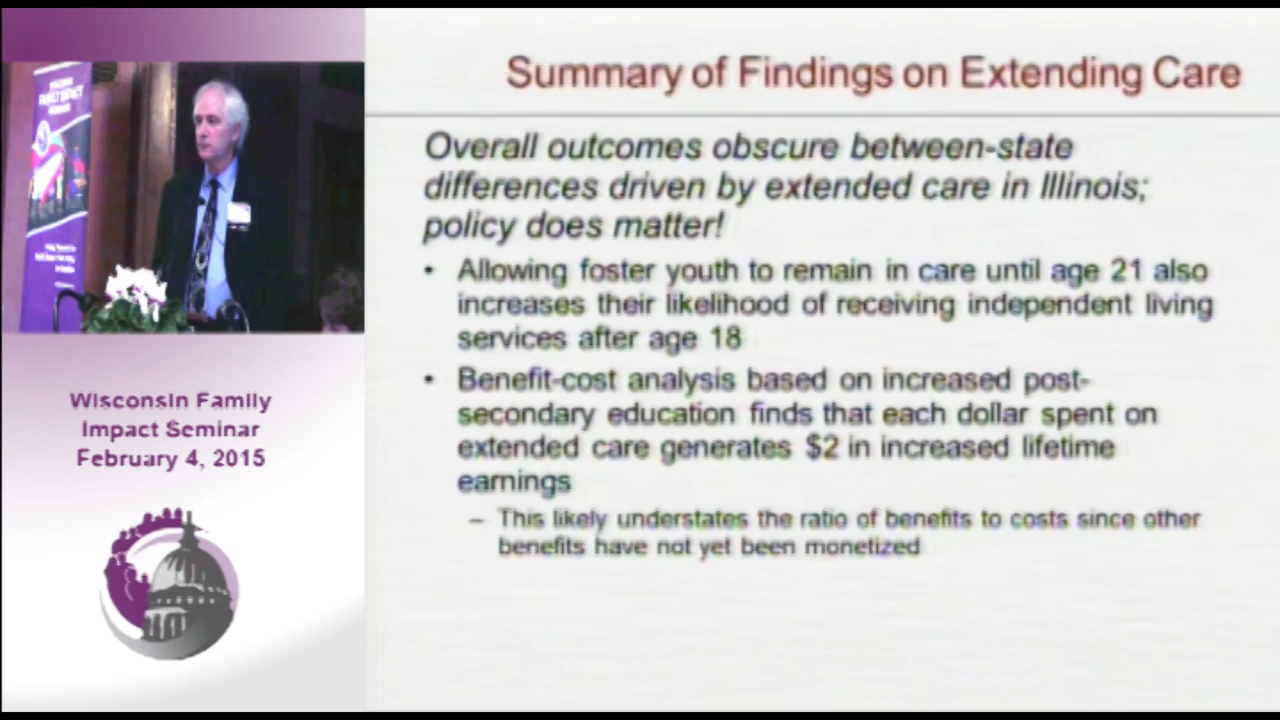 Summary of Findings on Extending Care
Overall outcomes obscure between-state
differences driven by extended care in Illinois;
policy does matter!
• Allowing foster youth to remain in care until age 21 also
increases their likelihood of receiving independent living
services after age 18
• Benefit-cost analysis based on increased post-
secondary education finds that each dollar spent on
extended care generates $2 in increased lifetime
earnings
– This likely understates the ratio of benefits to costs since other
benefits have not yet been monetized
Wisconsin Family
Impact Seminar
February 4, 2015